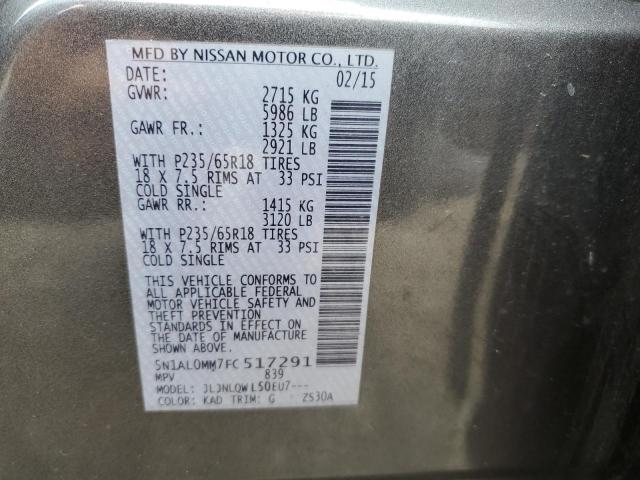 MFD BY NISSAN MOTOR CO., LTD.
DATE: 02/15
GVWR: 2715 KG
5986 LB
GAWR FR.: 1325 KG
2921 LB
WITH P235/65R18 TIRES
18 X 7.5 RIMS AT 33 PSI
COLD SINGLE
GAWR RR.: 1415 KG
3120 LB
WITH P235/65R18 TIRES
18 X 7.5 RIMS AT 33 PSI
COLD SINGLE
THIS VEHICLE CONFORMS TO
ALL APPLICABLE FEDERAL
MOTOR VEHICLE SAFETY AND
THEFT PREVENTION
STANDARDS IN EFFECT ON
THE DATE OF MANUFACTURE
SHOWN ABOVE.
5N1AL0MM7FC517291
MPV 839
MODEL: JLJNLQWL50EU7---
COLOR: KAD TRIM: G ZS30A